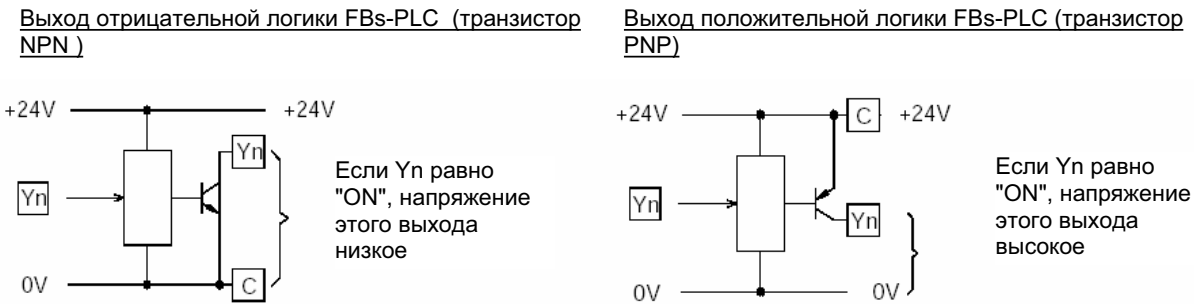 Выход отрицательной логики FBs-PLC (транзистор
NPN )
+24V
+24V
Yn
Yn
Если Yn равно
"ON", напряжение
этого выхода
низкое
0V
C
Выход положительной логики FBs-PLC (транзистор
PNP)
+24V
C
+24V
Yn
Yn
Если Yn равно
"ON", напряжение
этого выхода
высокое
0V
0V